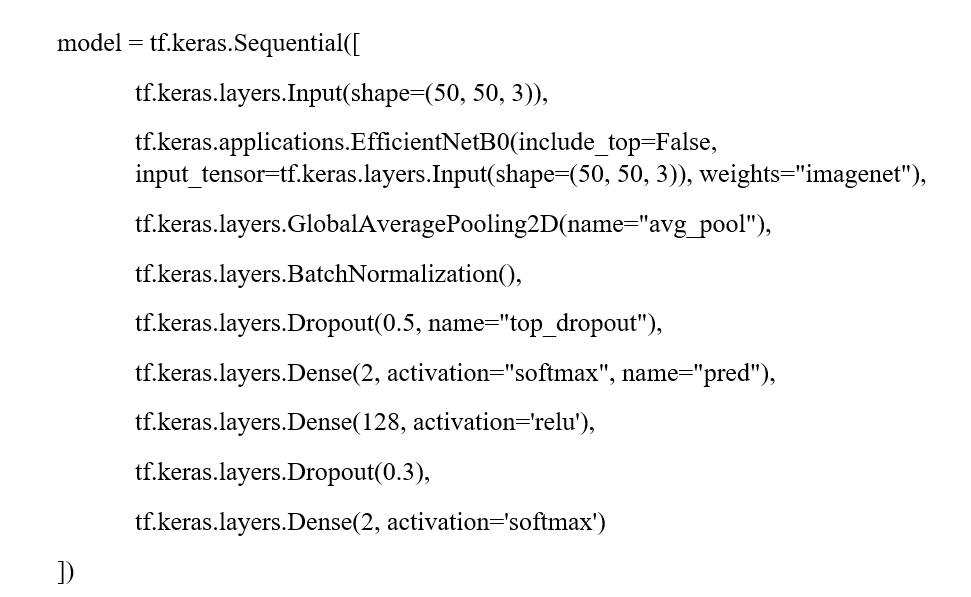 model = tf.keras.Sequential([
tf.keras.layers.Input(shape=(50, 50, 3)),
tf.keras.applications.EfficientNetB0(include_top=False,
input_tensor=tf.keras.layers.Input(shape=(50, 50, 3)), weights="imagenet"),
tf.keras.layers.GlobalAveragePooling2D(name="avg_pool"),
tf.keras.layers.BatchNormalization(),
tf.keras.layers.Dropout(0.5, name="top_dropout"),
tf.keras.layers.Dense(2, activation="softmax", name="pred"),
tf.keras.layers.Dense(128, activation='relu'),
tf.keras.layers.Dropout(0.3),
tf.keras.layers.Dense(2, activation='softmax')
])